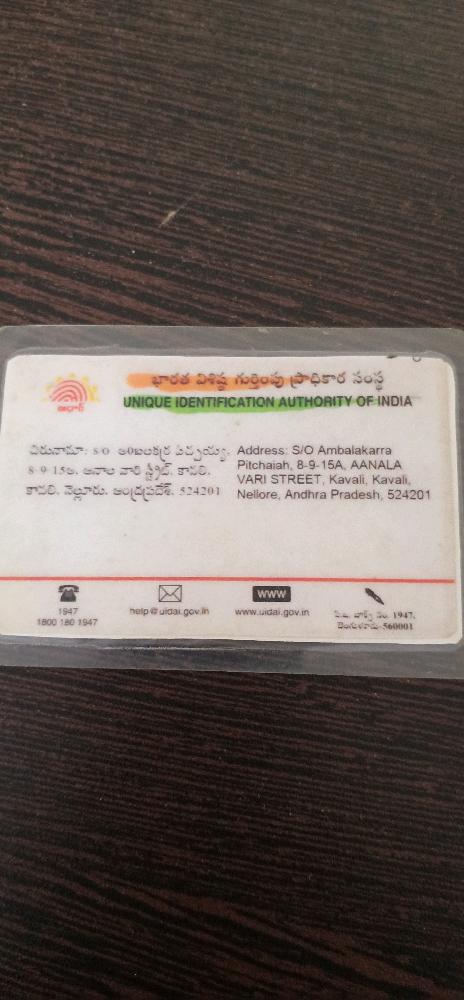 భారత విశిష్ట గుర్తింపు ప్రాధికార సంస్థ
UNIQUE IDENTIFICATION AUTHORITY OF INDIA
ఆధార్
చిరునామా: S/O అంబలకర్ర పిచ్చయ్య,
8-9-15ఎ, ఆనాల వారి స్ట్రీట్, కావలి,
కావలి, నెల్లూరు, ఆంధ్రప్రదేశ్, 524201
Address: S/O Ambalakarra
Pitchaiah, 8-9-15A, AANALA
VARI STREET, Kavali, Kavali,
Nellore, Andhra Pradesh, 524201
1947
1800 180 1947
help@uidai.gov.in
WWW
www.uidai.gov.in
పి.బి. బాక్స్ నం. 1947,
బెంగుళూరు-560001